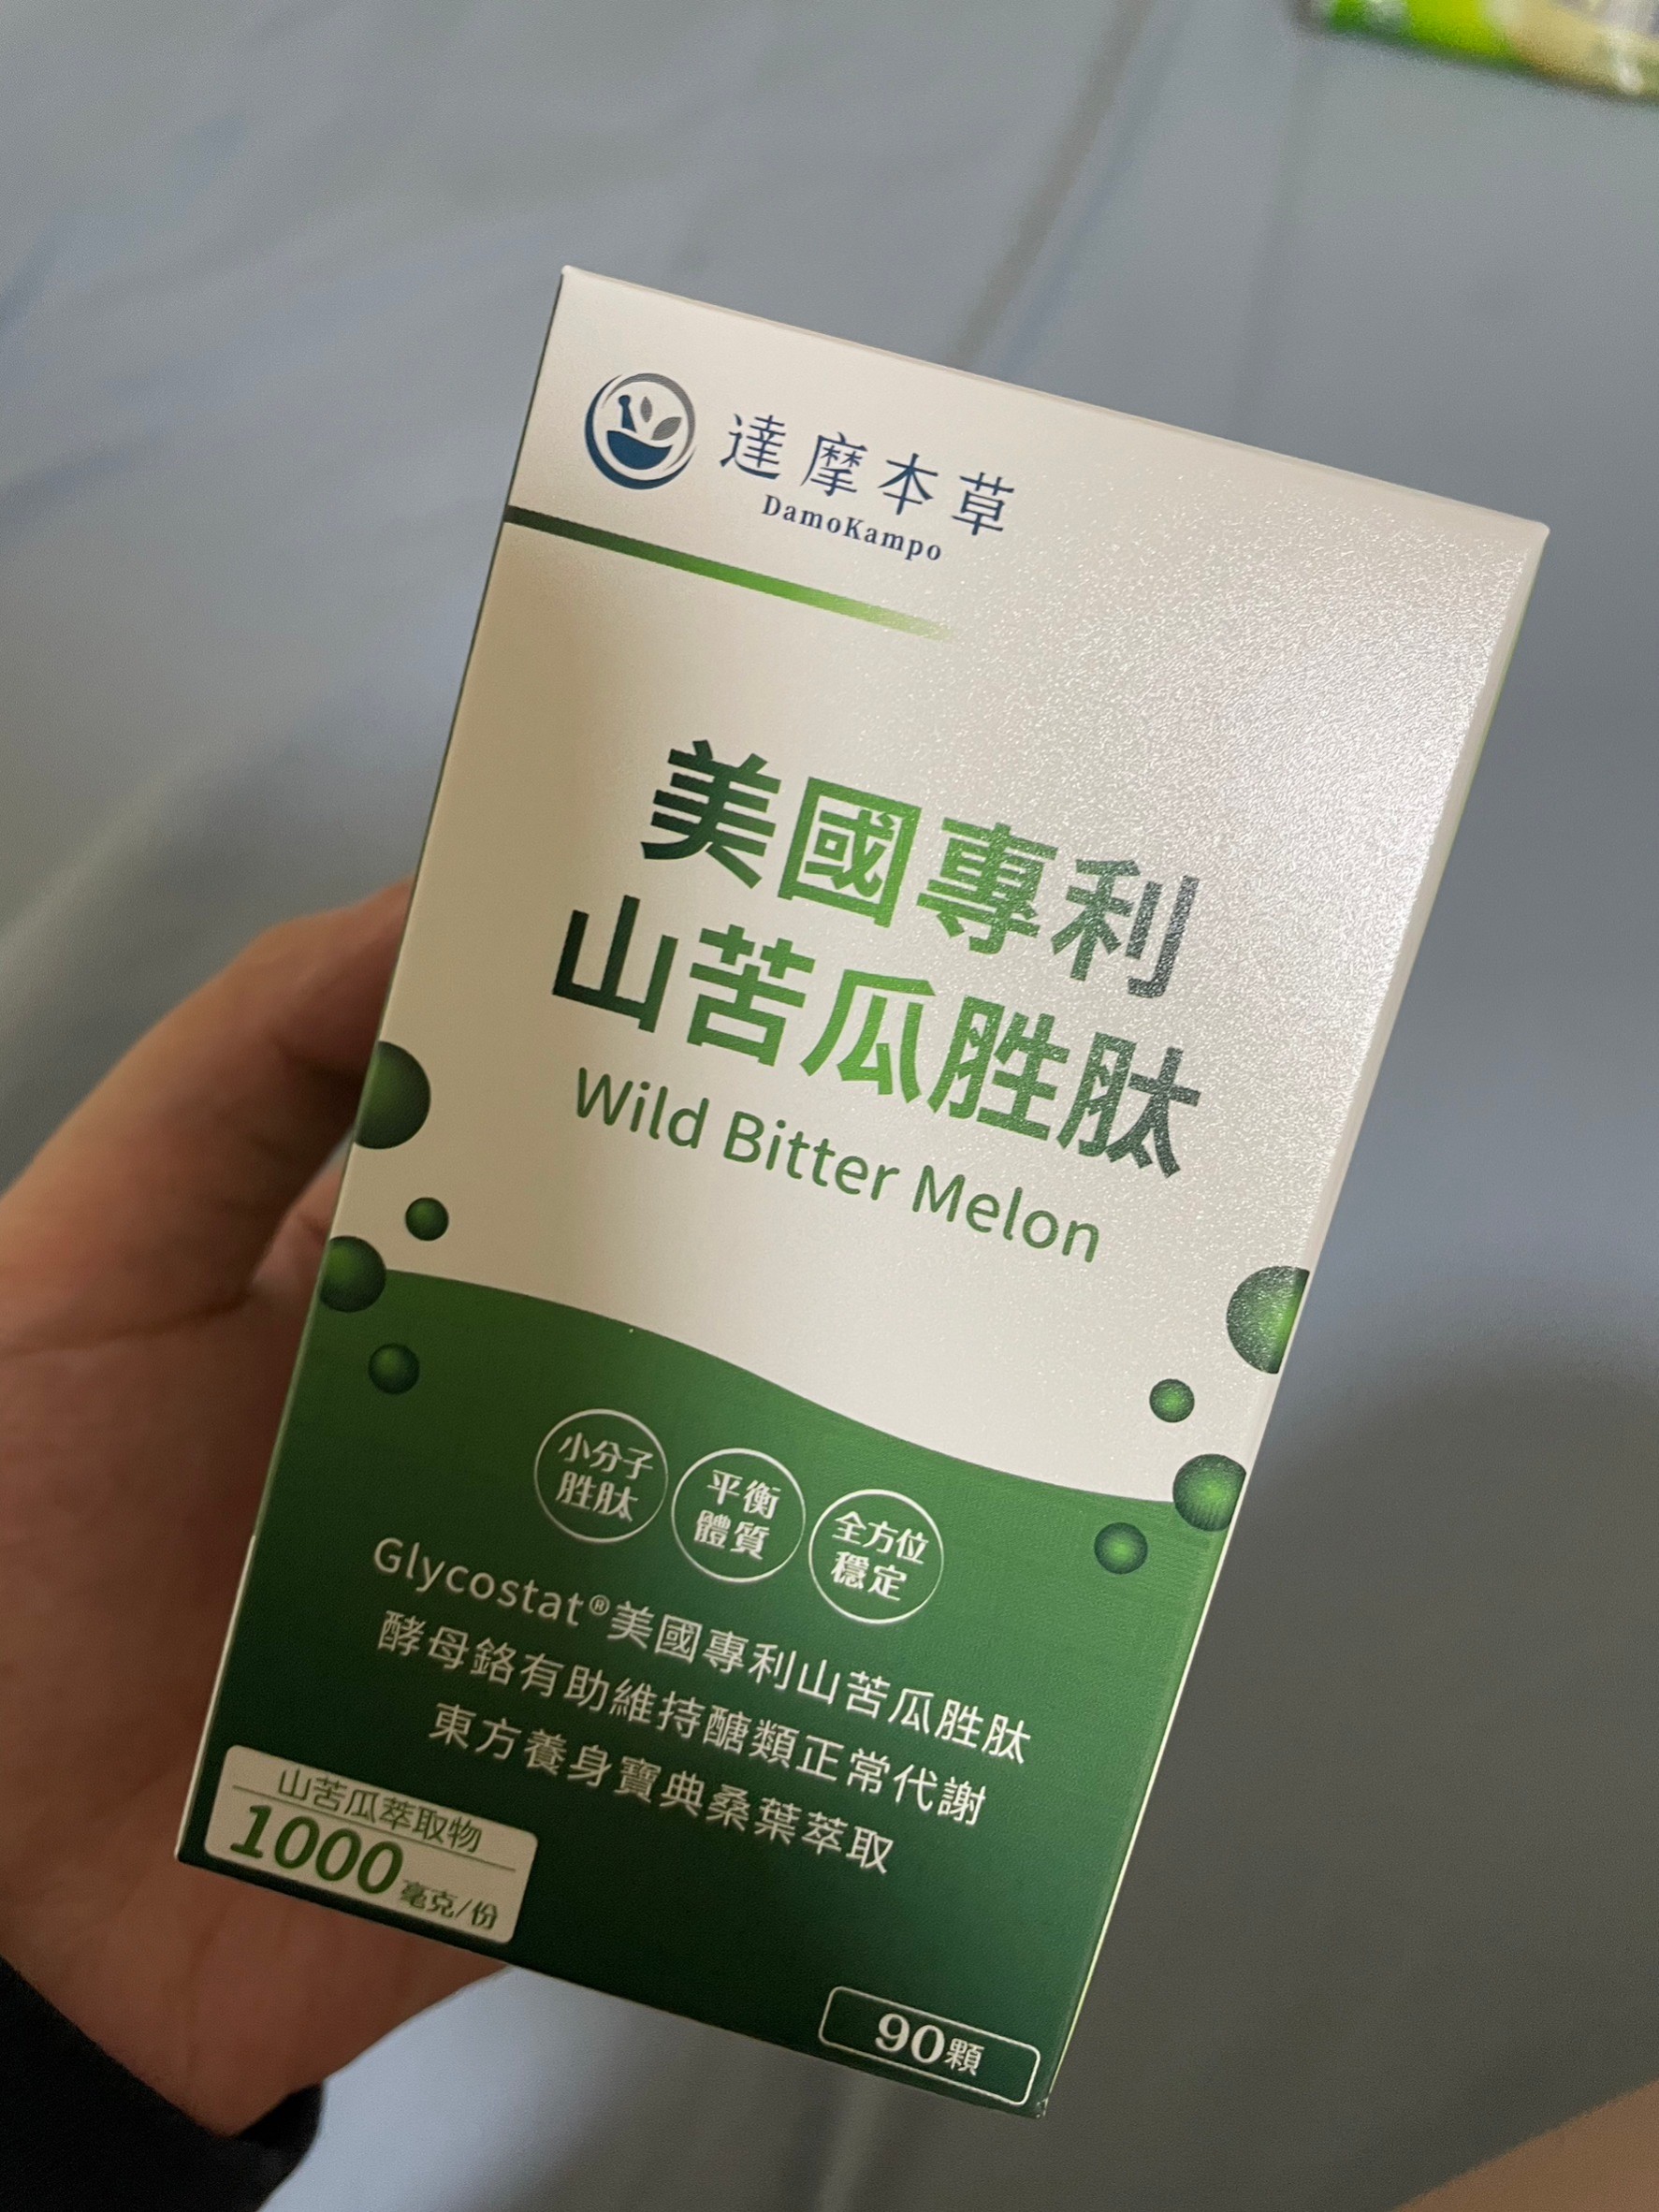 達摩本草
DamoKampo
美國專利
山苦瓜胜肽
Wild Bitter Melon
小分子
胜肽
平衡
體質
全方位
穩定
Glycostat®美國專利山苦瓜胜肽
酵母鉻有助維持醣類正常代謝
東方養身寶典桑葉萃取
山苦瓜萃取物
1000毫克/份
90顆